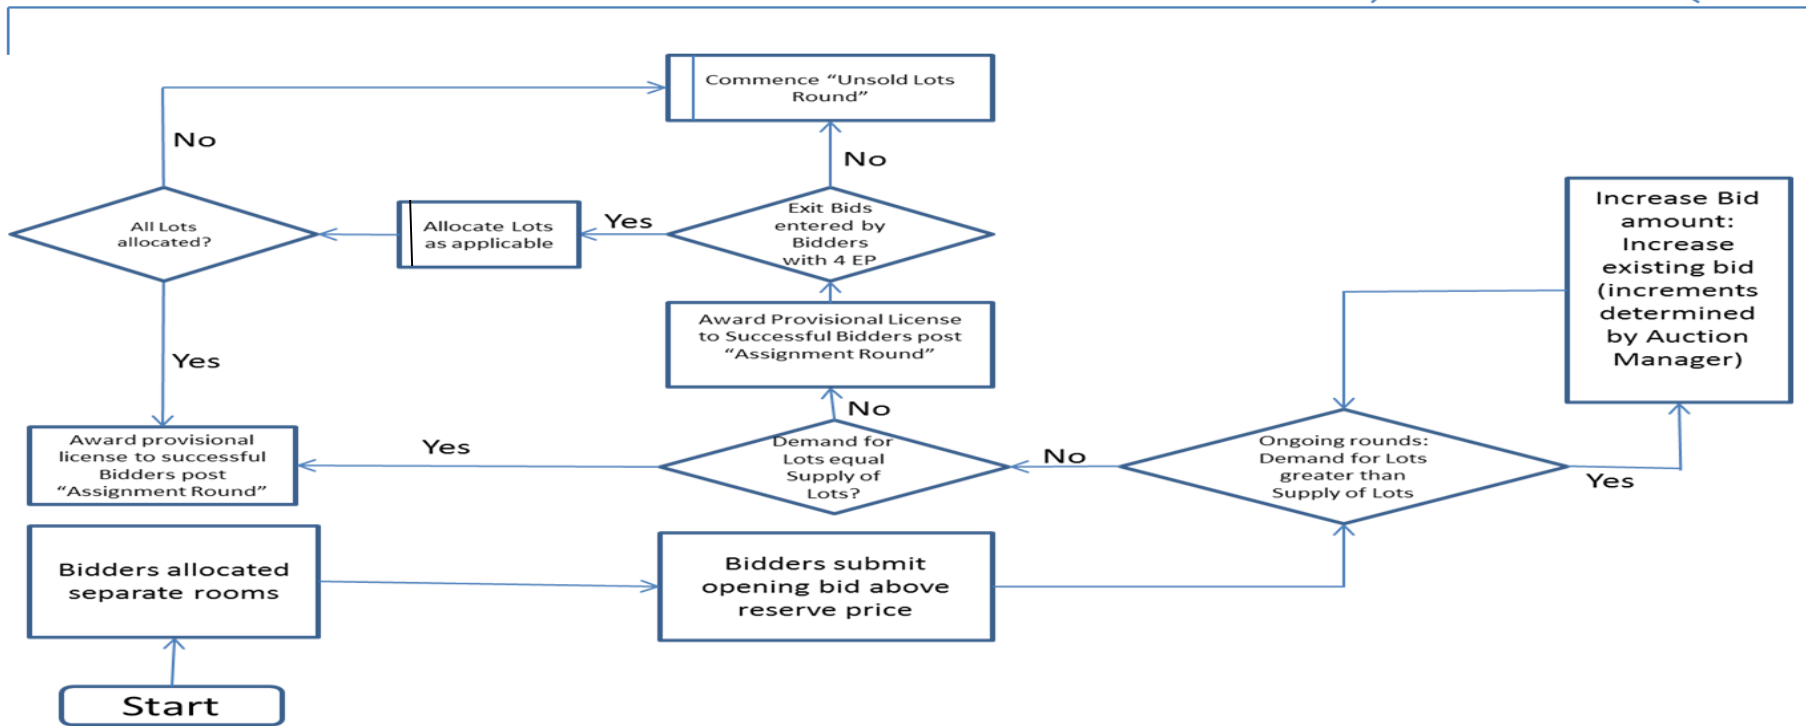 Commence “Unsold Lots
Round”
No
No
All Lots
allocated?
Allocate Lots
as applicable
Yes
Exit Bids
entered by
Bidders
with 4 EP
Increase Bid
amount:
Increase
existing bid
(increments
determined
by Auction
Manager)
Award Provisional License
to Successful Bidders post
“Assignment Round”
Yes
No
Award provisional
license to successful
Bidders post
“Assignment Round”
Yes
Demand for
Lots equal
Supply of
Lots?
No
Ongoing rounds:
Demand for Lots
greater than
Supply of Lots
Yes
Bidders allocated
separate rooms
Bidders submit
opening bid above
reserve price
Start